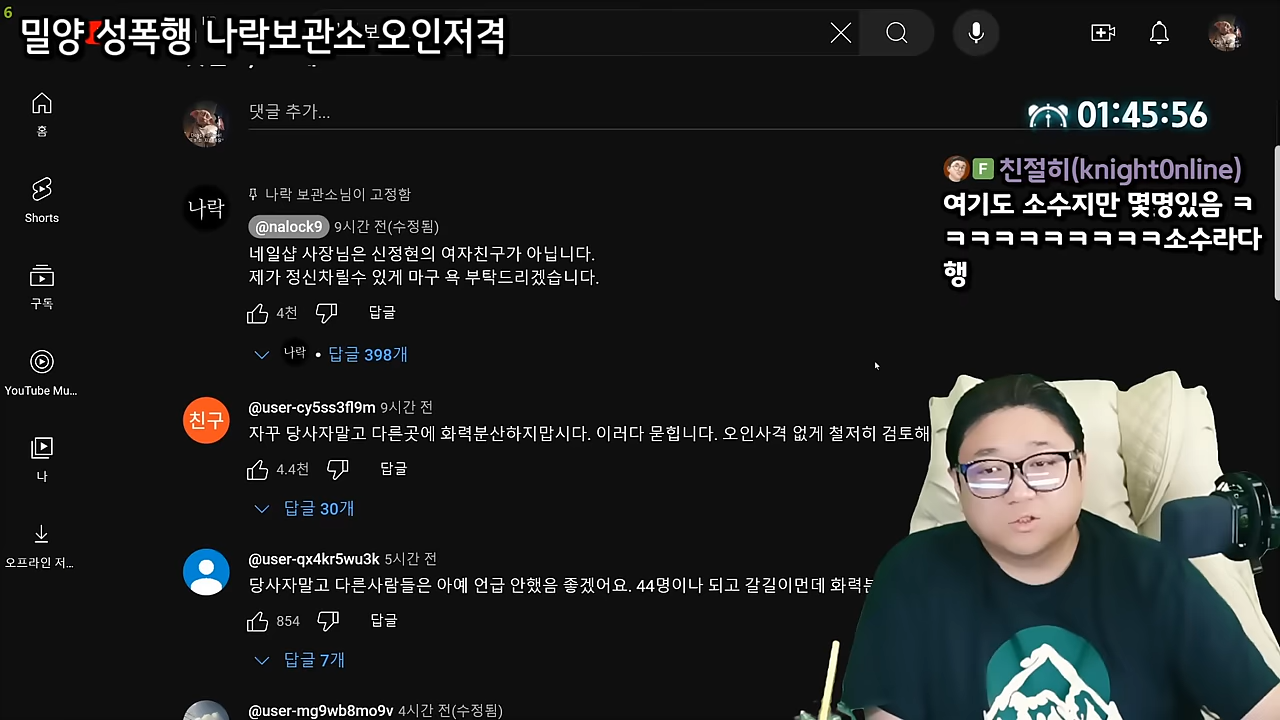 6
밀양 성폭행 나락보관소 오인저격
보
홈
Shorts
구독
YouTube Mu...
나
오프라인 저...
댓글 추가...
01:45:56
F 친절히(knight0nline)
여기도 소수지만 몇명있음 ㅋ
ㅋㅋㅋㅋㅋㅋㅋㅋㅋ소수라다
행
나락
나락 보관소님이 고정함
@nalock9 9시간 전(수정됨)
네일샵 사장님은 신정현의 여자친구가 아닙니다.
제가 정신차릴수 있게 마구 욕 부탁드리겠습니다.
4천 답글
나락 • 답글 398개
친구
@user-cy5ss3fl9m 9시간 전
자꾸 당사자말고 다른곳에 화력분산하지맙시다. 이러다 묻힙니다. 오인사격 없게 철저히 검토해
4.4천 답글
답글 30개
@user-qx4kr5wu3k 5시간 전
당사자말고 다른사람들은 아예 언급 안했음 좋겠어요. 44명이나 되고 갈길이먼데 화력분
854 답글
답글 7개
@user-mg9wb8mo9v 4시간 전(수정됨)